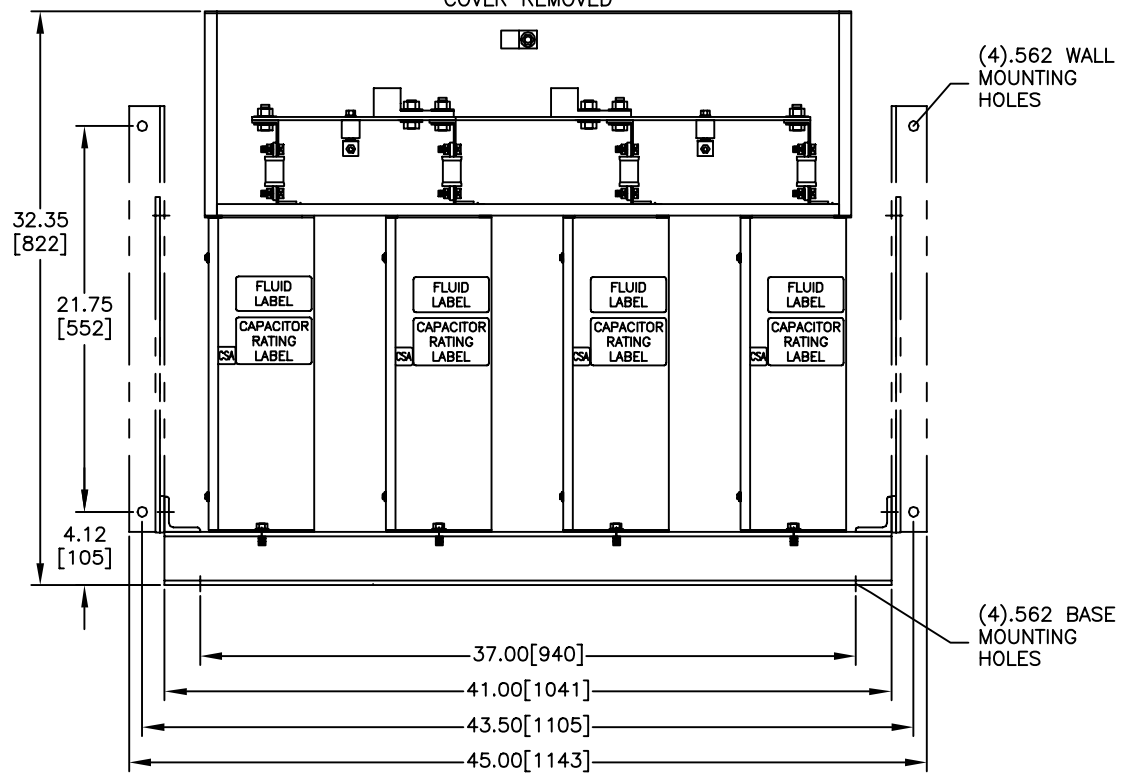 COVER REMOVED
(4).562 WALL
MOUNTING
HOLES
32.35
[822]
21.75
[552]
4.12
[105]
FLUID
LABEL
CAPACITOR
RATING
LABEL
CSA
FLUID
LABEL
CAPACITOR
RATING
LABEL
CSA
FLUID
LABEL
CAPACITOR
RATING
LABEL
CSA
FLUID
LABEL
CAPACITOR
RATING
LABEL
CSA
(4).562 BASE
MOUNTING
HOLES
37.00[940]
41.00[1041]
43.50[1105]
45.00[1143]